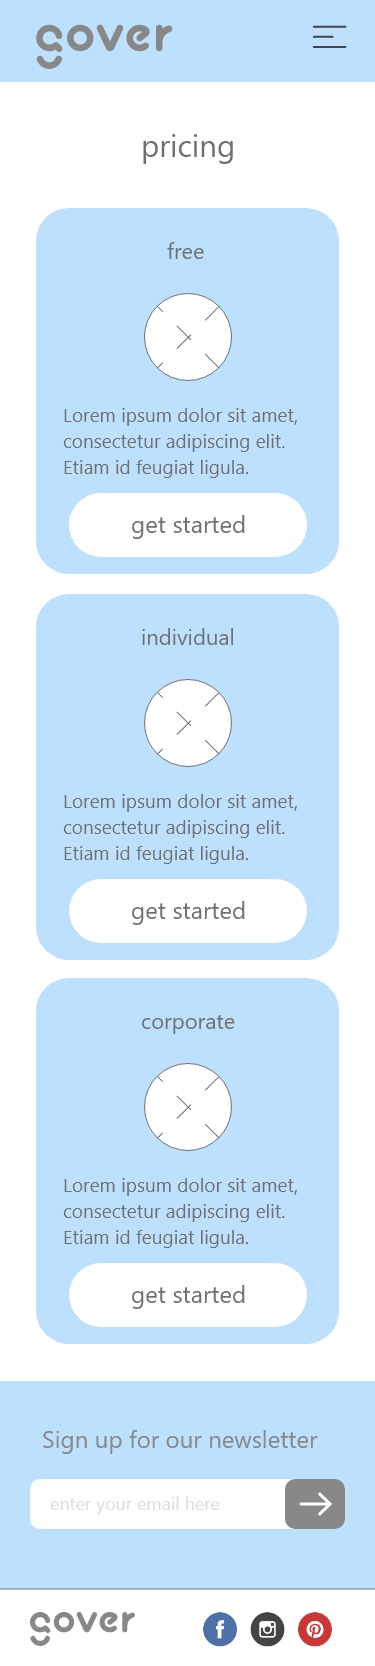 gover
pricing
free
Lorem ipsum dolor sit amet,
consectetur adipiscing elit.
Etiam id feugiat ligula.
get started
individual
Lorem ipsum dolor sit amet,
consectetur adipiscing elit.
Etiam id feugiat ligula.
get started
corporate
Lorem ipsum dolor sit amet,
consectetur adipiscing elit.
Etiam id feugiat ligula.
get started
Sign up for our newsletter
enter your email here
gover